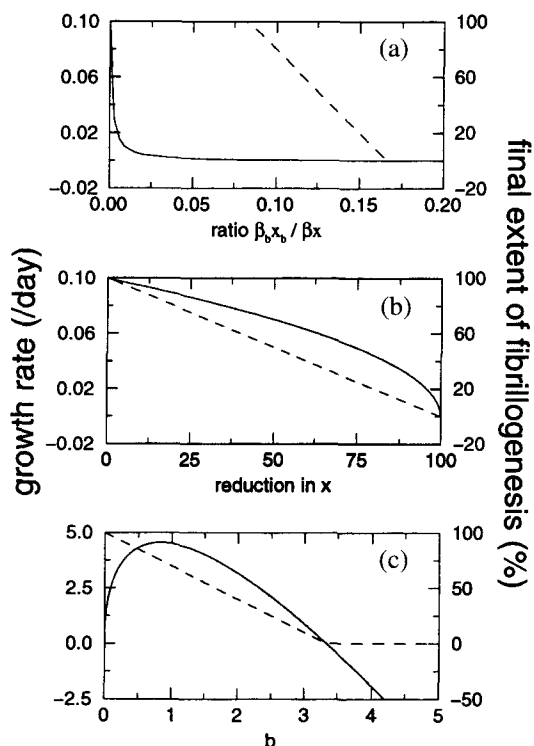 growth rate (/day)
final extent of fibrillogenesis (%)
(a)
0.10
0.06
0.02
−0.02
100
60
20
−20
0.00 0.05 0.10 0.15 0.20
ratio βbxb / βx
(b)
0.10
0.06
0.02
−0.02
100
60
20
−20
0 25 50 75 100
reduction in x
(c)
5.0
2.5
0.0
−2.5
100
50
0
−50
0 1 2 3 4 5
b